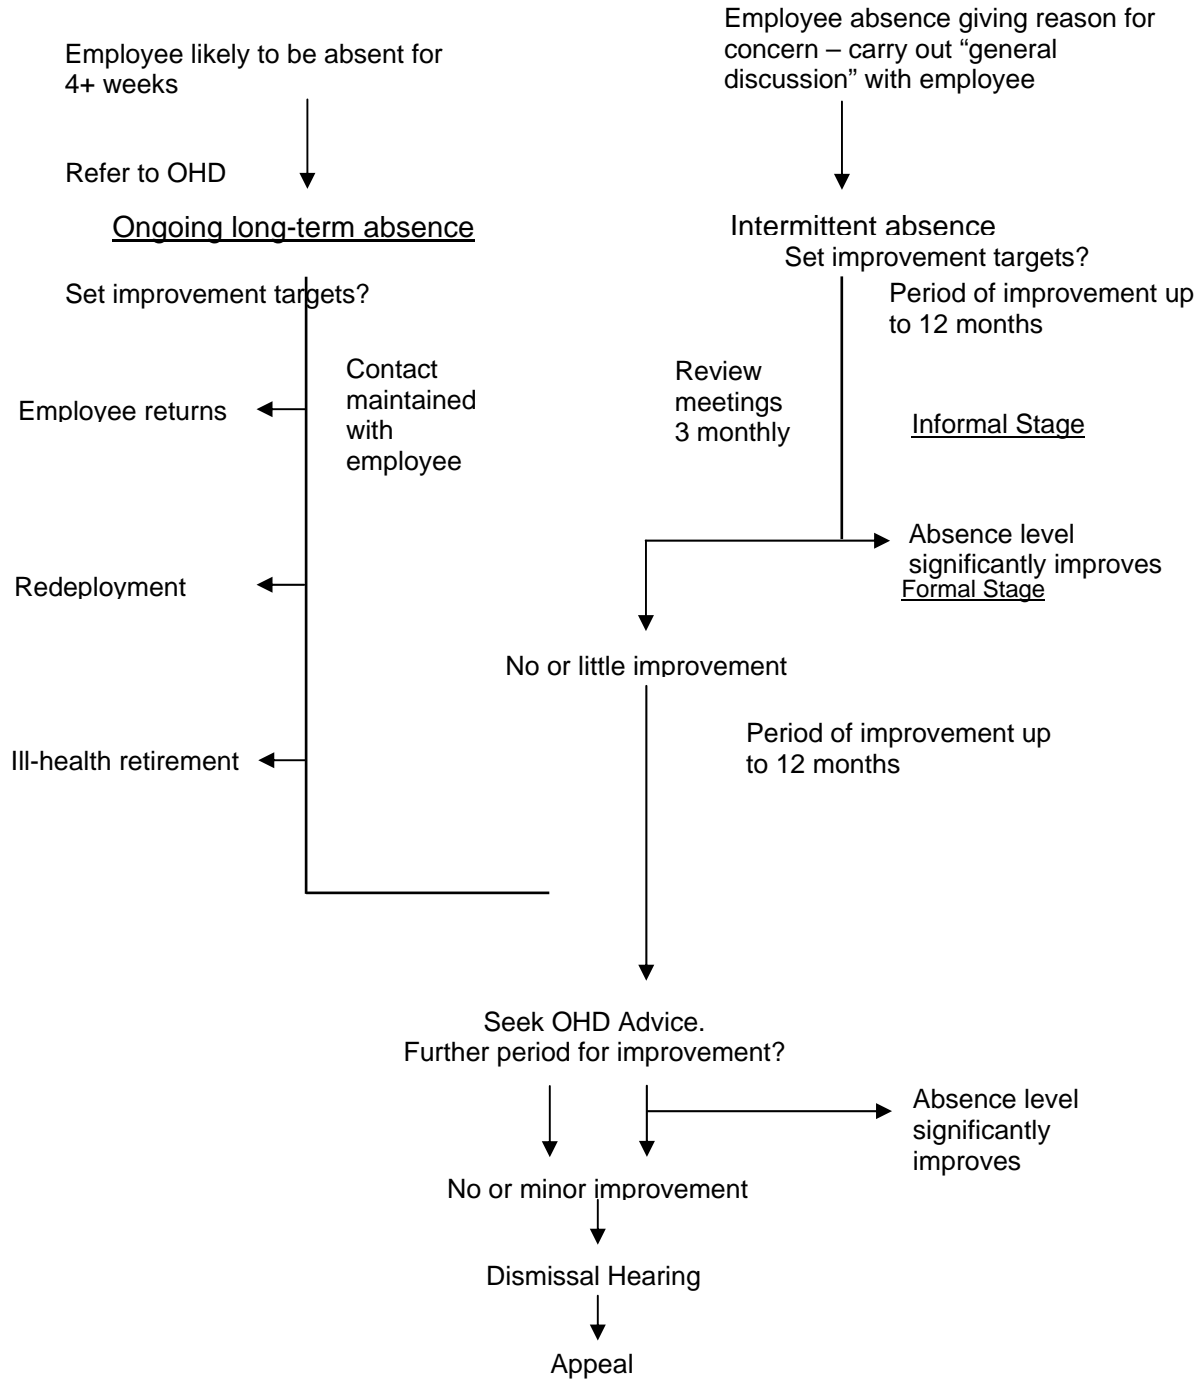 Employee likely to be absent for
4+ weeks
Employee absence giving reason for
concern – carry out “general
discussion” with employee
Refer to OHD
Ongoing long-term absence
Set improvement targets?
Contact
maintained
with
employee
Employee returns
Redeployment
Ill-health retirement
Intermittent absence
Set improvement targets?
Period of improvement up
to 12 months
Review
meetings
3 monthly
Informal Stage
Absence level
significantly improves
Formal Stage
No or little improvement
Period of improvement up
to 12 months
Seek OHD Advice.
Further period for improvement?
Absence level
significantly
improves
No or minor improvement
Dismissal Hearing
Appeal